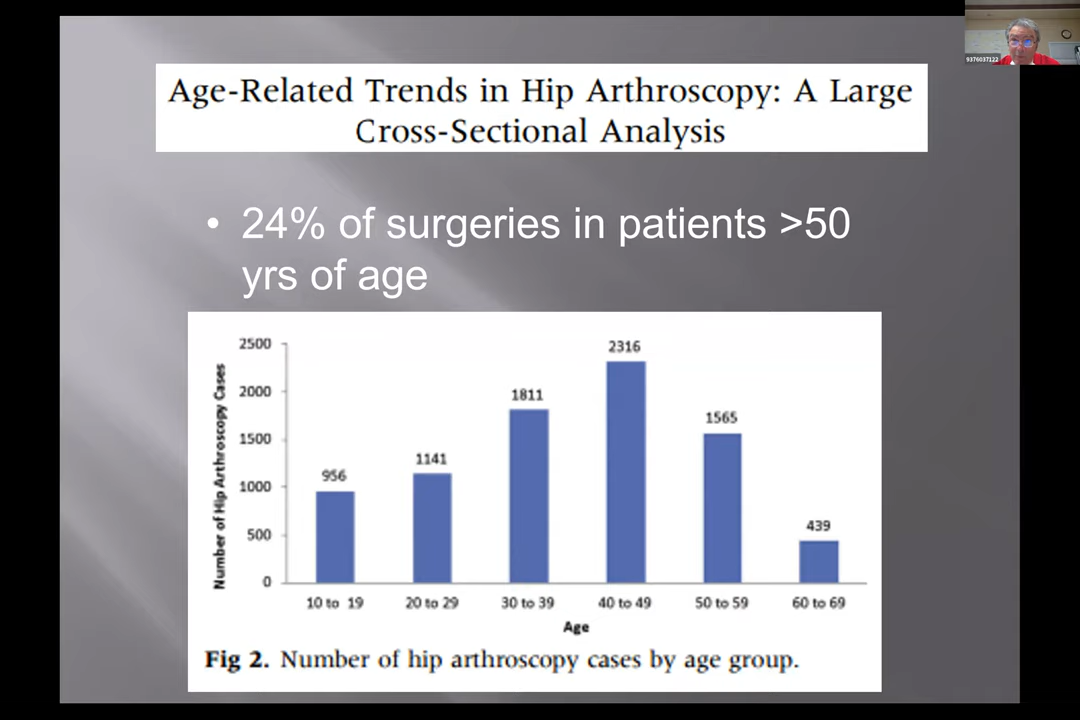 Age-Related Trends in Hip Arthroscopy: A Large
Cross-Sectional Analysis
• 24% of surgeries in patients >50
yrs of age
Number of Hip Arthroscopy Cases
2500
2000
1500
1000
500
0
956
1141
1811
2316
1565
439
10 to 19
20 to 29
30 to 39
40 to 49
50 to 59
60 to 69
Age
Fig 2. Number of hip arthroscopy cases by age group.
9376037122